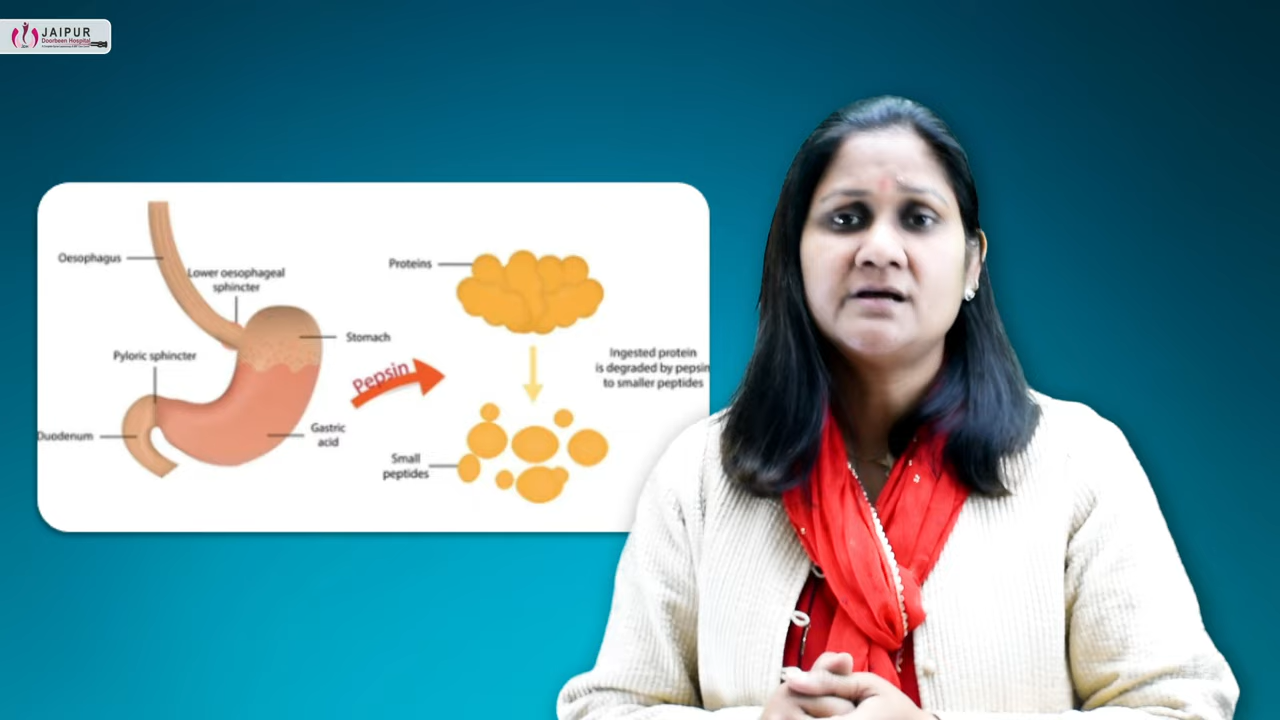 JAIPUR
Doorbeen Hospital
Oesophagus
Lower oesophageal
sphincter
Pyloric sphincter
Stomach
Duodenum
Gastric
acid
Pepsin
Proteins
Ingested protein
is degraded by pepsin
to smaller peptides
Small
peptides